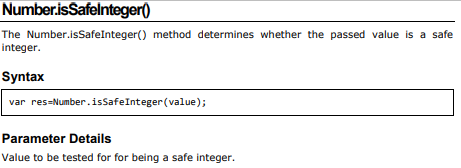 Number.isSafeInteger()
The Number.isSafeInteger() method determines whether the passed value is a safe
integer.
Syntax
var res=Number.isSafeInteger(value);
Parameter Details
Value to be tested for for being a safe integer.